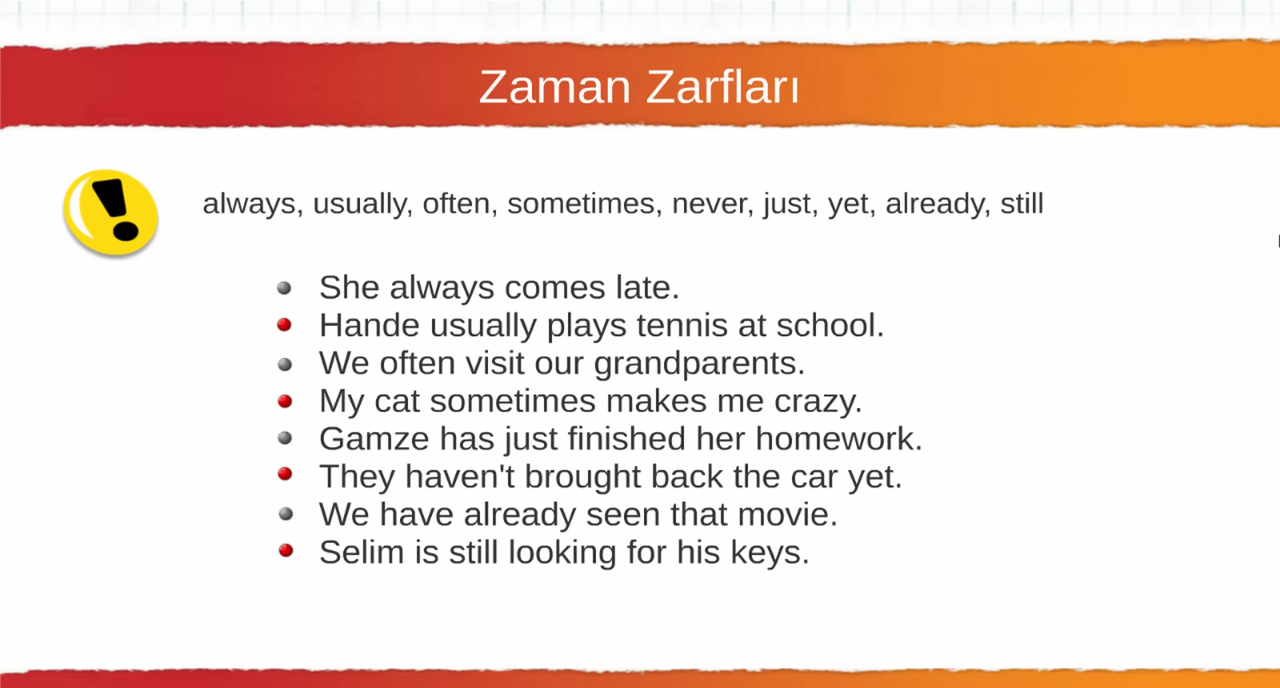 Zaman Zarfları
always, usually, often, sometimes, never, just, yet, already, still
She always comes late.
Hande usually plays tennis at school.
We often visit our grandparents.
My cat sometimes makes me crazy.
Gamze has just finished her homework.
They haven't brought back the car yet.
We have already seen that movie.
Selim is still looking for his keys.